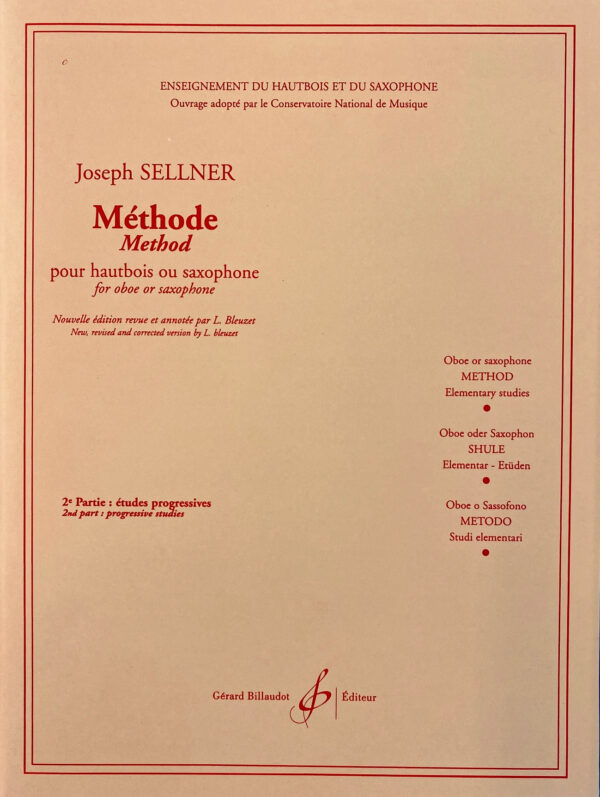 c
ENSEIGNEMENT DU HAUTBOIS ET DU SAXOPHONE
Ouvrage adopté par le Conservatoire National de Musique
Joseph SELLNER
Méthode
Method
pour hautbois ou saxophone
for oboe or saxophone
Nouvelle édition revue et annotée par L. Bleuzet
New, revised and corrected version by L. bleuzet
Oboe or saxophone
METHOD
Elementary studies
Oboe oder Saxophon
SHULE
Elementar - Etüden
2e Partie : études progressives
2nd part : progressive studies
Oboe o Sassofono
METODO
Studi elementari
Gérard Billaudot Éditeur